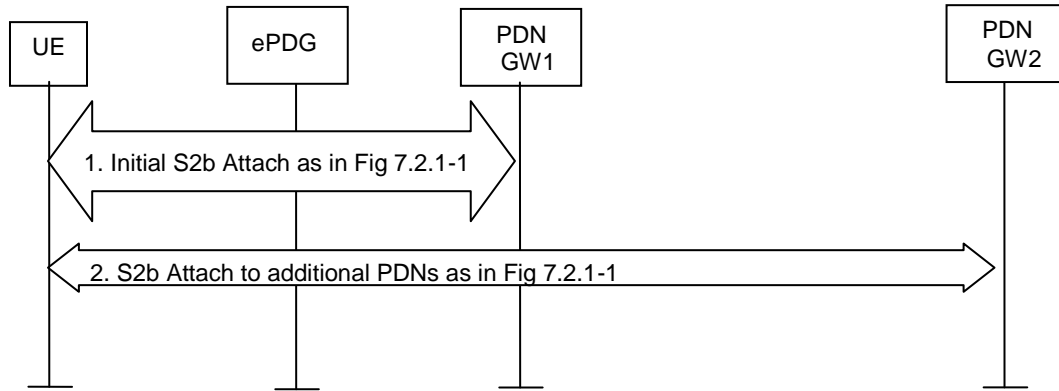 UE
ePDG
PDN
GW1
PDN
GW2
1. Initial S2b Attach as in Fig 7.2.1-1
2. S2b Attach to additional PDNs as in Fig 7.2.1-1